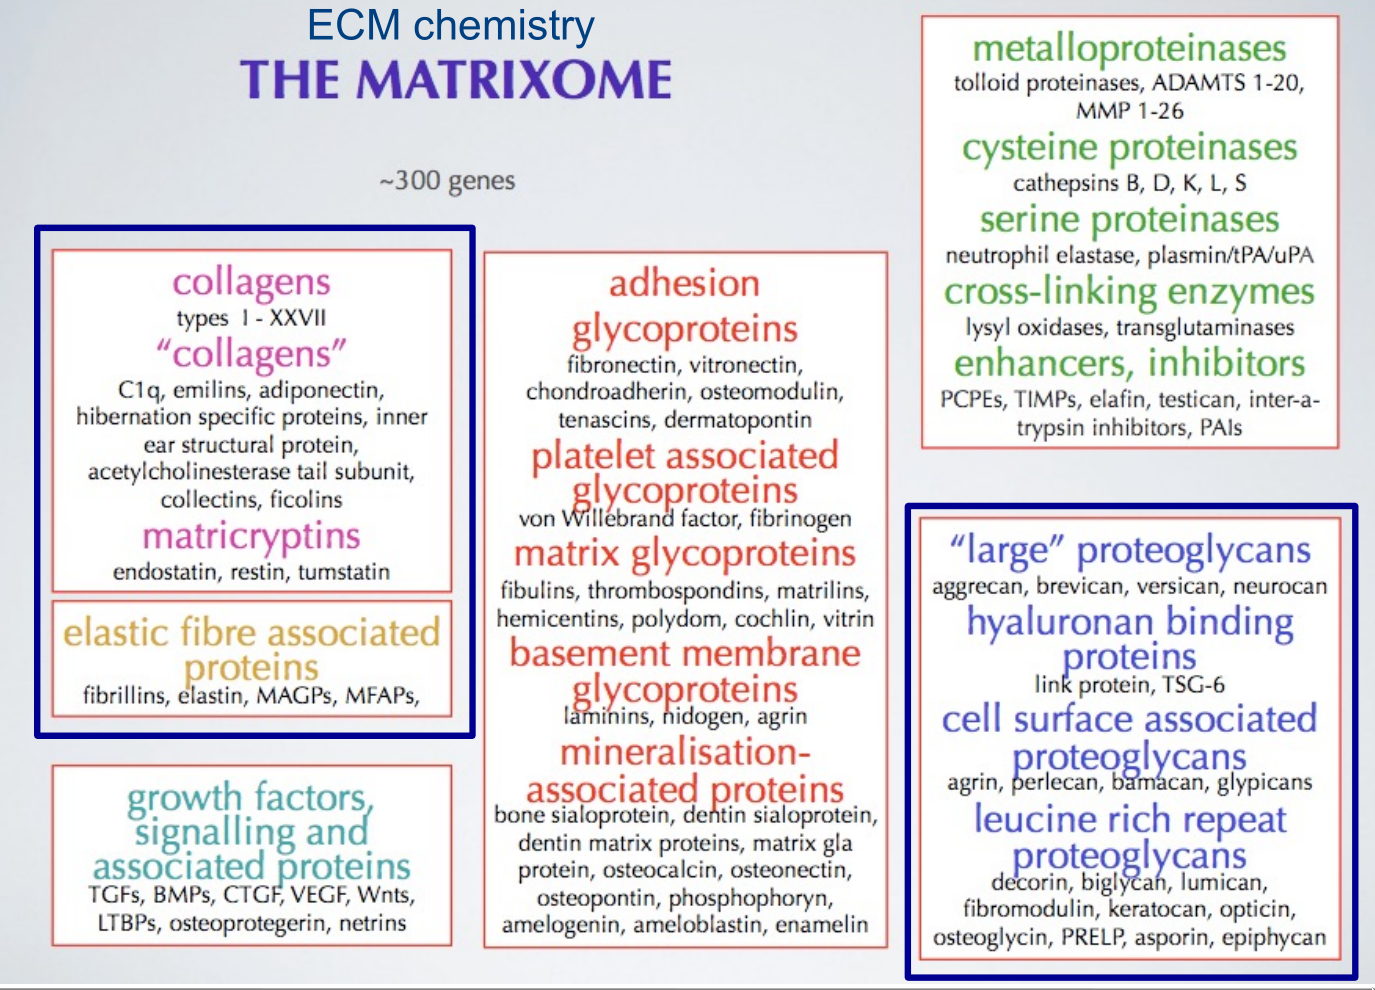 ECM chemistry
THE MATRIXOME
~300 genes
collagens
types 1 - XXVII
“collagens”
C1q, emilins, adiponectin,
hibernation specific proteins, inner
ear structural protein,
acetylcholinesterase tail subunit,
collectins, ficolins
matricryptins
endostatin, restin, tumstatin
elastic fibre associated
proteins
fibrillins, elastin, MAGPs, MFAPs,
growth factors,
signalling and
associated proteins
TGFs, BMPs, CTGF, VEGF, Wnts,
LTBPs, osteoprotegerin, netrins
adhesion
glycoproteins
fibronectin, vitronectin,
chondroadherin, osteomodulin,
tenascins, dermatopontin
platelet associated
glycoproteins
von Willebrand factor, fibrinogen
matrix glycoproteins
fibulins, thrombospondins, matrilins,
hemicentins, polydom, cochlin, vitrin
basement membrane
glycoproteins
laminins, nidogen, agrin
mineralisation-
associated proteins
bone sialoprotein, dentin sialoprotein,
dentin matrix proteins, matrix gla
protein, osteocalcin, osteonectin,
osteopontin, phosphophoryn,
amelogenin, ameloblastin, enamelin
metalloproteinases
tolloid proteinases, ADAMTS 1-20,
MMP 1-26
cysteine proteinases
cathepsins B, D, K, L, S
serine proteinases
neutrophil elastase, plasmin/tPA/uPA
cross-linking enzymes
lysyl oxidases, transglutaminases
enhancers, inhibitors
PCPEs, TIMPs, elafin, testican, inter-a-
trypsin inhibitors, PAIs
“large” proteoglycans
aggrecan, brevican, versican, neurocan
hyaluronan binding
proteins
link protein, TSG-6
cell surface associated
proteoglycans
agrin, perlecan, bamacan, glypicans
leucine rich repeat
proteoglycans
decorin, biglycan, lumican,
fibromodulin, keratocan, opticin,
osteoglycin, PRELP, asporin, epiphycan